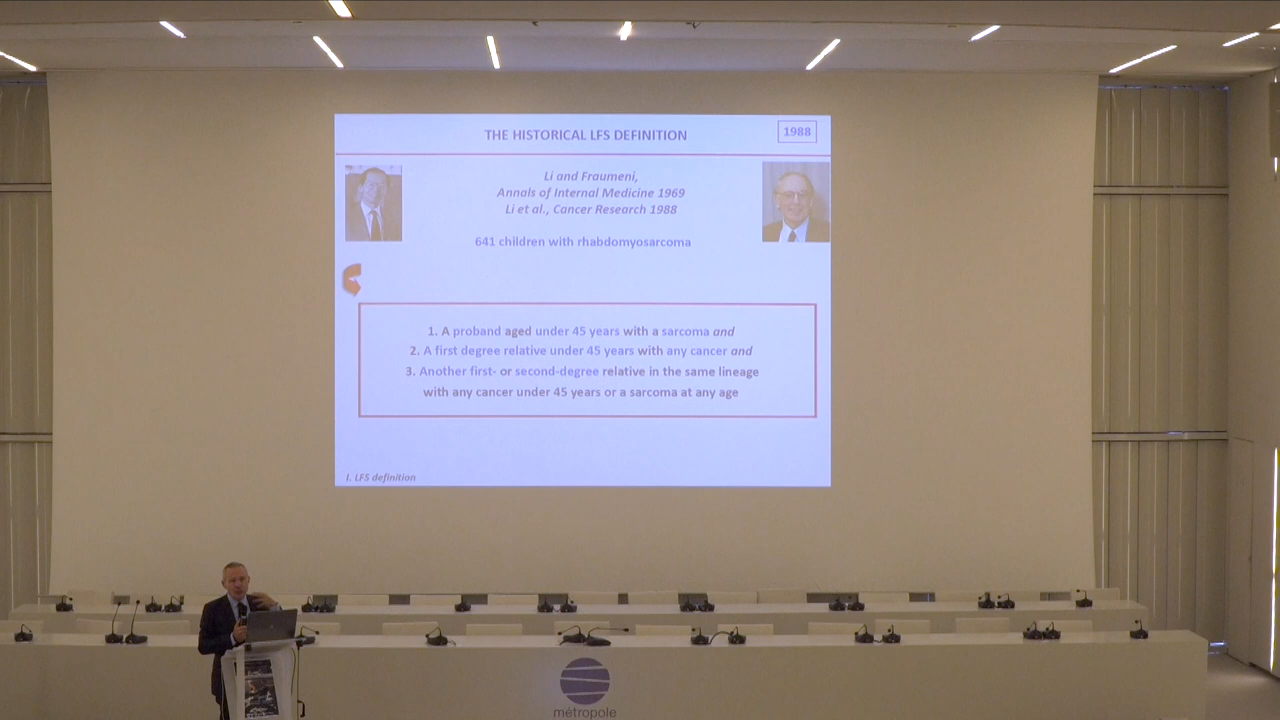 THE HISTORICAL LFS DEFINITION
1988
Li and Fraumeni,
Annals of Internal Medicine 1969
Li et al., Cancer Research 1988
641 children with rhabdomyosarcoma
1. A proband aged under 45 years with a sarcoma and
2. A first degree relative under 45 years with any cancer and
3. Another first- or second-degree relative in the same lineage
with any cancer under 45 years or a sarcoma at any age
I. LFS definition
métropole